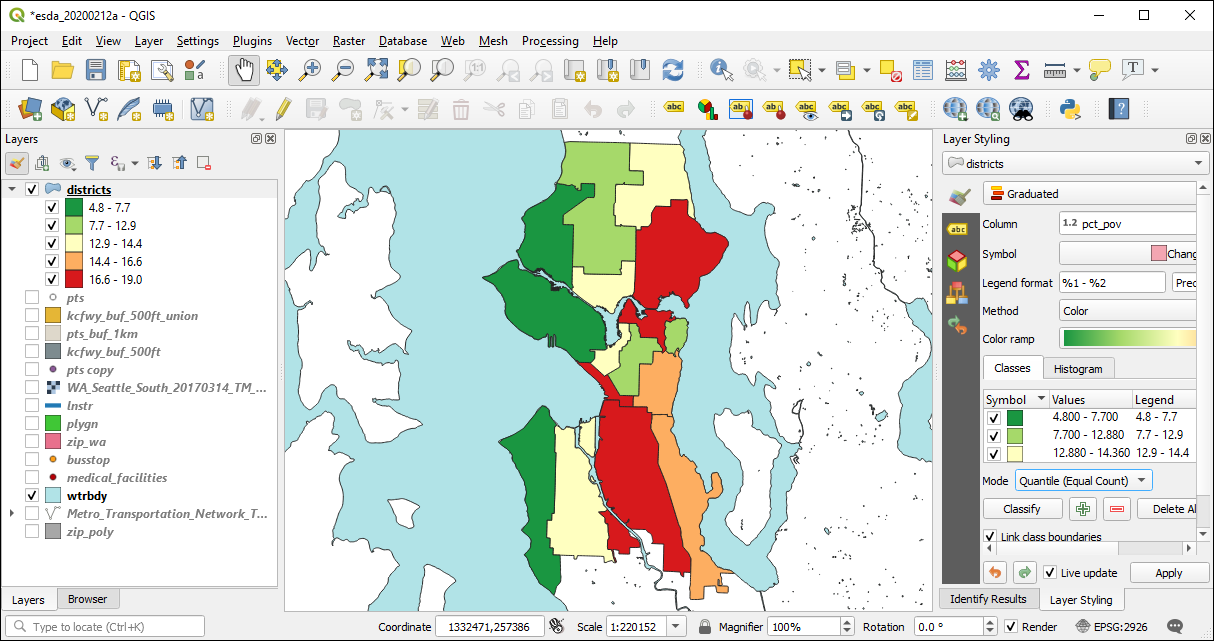 *esda_20200212a - QGIS
Project Edit View Layer Settings Plugins Vector Raster Database Web Mesh Processing Help
Layers
districts
4.8 - 7.7
7.7 - 12.9
12.9 - 14.4
14.4 - 16.6
16.6 - 19.0
pts
kcfwy_buf_500ft_union
pts_buf_1km
kcfwy_buf_500ft
pts copy
WA_Seattle_South_20170314_TM_...
lnstr
plygn
zip_wa
busstop
medical_facilities
wtrbdy
Metro_Transportation_Network_T...
zip_poly
Layers Browser
Layer Styling
districts
Graduated
Column 1.2 pct_pov
Symbol Chang
Legend format %1 - %2 Prec
Method Color
Color ramp
Classes Histogram
Symbol Values Legend
4.800 - 7.700 4.8 - 7.7
7.700 - 12.880 7.7 - 12.9
12.880 - 14.360 12.9 - 14.4
Mode Quantile (Equal Count)
Classify Delete Al
Link class boundaries
Live update Apply
Identify Results Layer Styling
Type to locate (Ctrl+K) Coordinate 1332471,257386 Scale 1:220152 Magnifier 100% Rotation 0.0 ° Render EPSG:2926